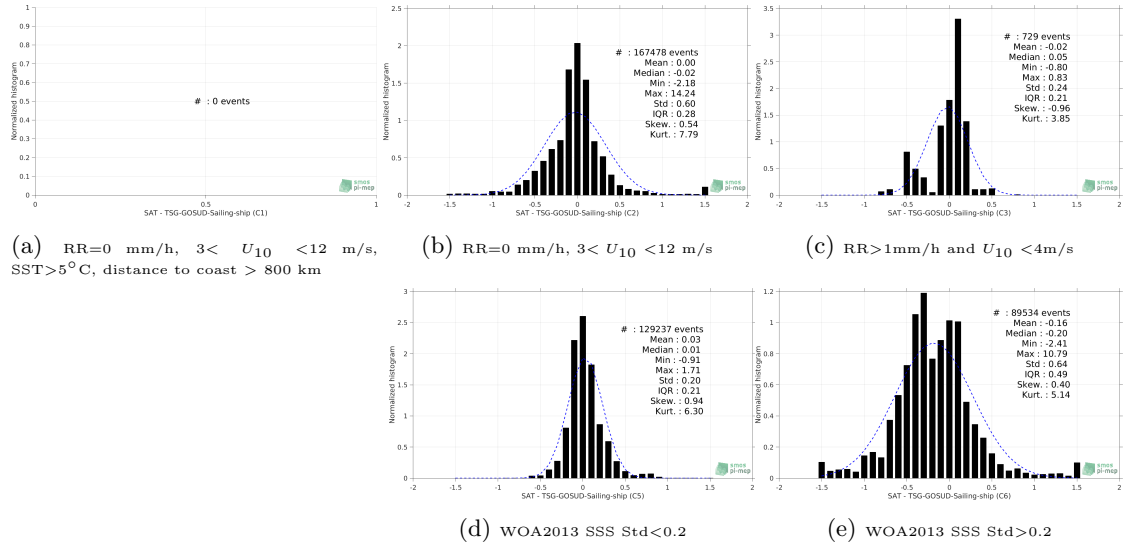 Normalized histogram
1
0.9
0.8
0.7
0.6
0.5
0.4
0.3
0.2
0.1
0
# : 0 events
0 0.5 1
SAT - TSG-GOSUD-Sailing-ship (C1)
smos
pi-mep
(a) RR=0 mm/h, 3< U10 <12 m/s,
SST>5°C, distance to coast > 800 km
Normalized histogram
2.5
2
1.5
1
0.5
0
# : 167478 events
Mean : 0.00
Median : -0.02
Min : -2.18
Max : 14.24
Std : 0.60
IQR : 0.28
Skew. : 0.54
Kurt. : 7.79
-2 -1.5 -1 -0.5 0 0.5 1 1.5 2
SAT - TSG-GOSUD-Sailing-ship (C2)
smos
pi-mep
(b) RR=0 mm/h, 3< U10 <12 m/s
Normalized histogram
3.5
3
2.5
2
1.5
1
0.5
0
# : 729 events
Mean : -0.02
Median : 0.05
Min : -0.80
Max : 0.83
Std : 0.24
IQR : 0.21
Skew. : -0.96
Kurt. : 3.85
-2 -1.5 -1 -0.5 0 0.5 1 1.5 2
SAT - TSG-GOSUD-Sailing-ship (C3)
smos
pi-mep
(c) RR>1mm/h and U10 <4m/s
Normalized histogram
3
2.5
2
1.5
1
0.5
0
# : 129237 events
Mean : 0.03
Median : 0.01
Min : -0.91
Max : 1.71
Std : 0.20
IQR : 0.21
Skew. : 0.94
Kurt. : 6.30
-2 -1.5 -1 -0.5 0 0.5 1 1.5 2
SAT - TSG-GOSUD-Sailing-ship (C5)
smos
pi-mep
(d) WOA2013 SSS Std<0.2
Normalized histogram
1.2
1
0.8
0.6
0.4
0.2
0
# : 89534 events
Mean : -0.16
Median : -0.20
Min : -2.41
Max : 10.79
Std : 0.64
IQR : 0.49
Skew. : 0.40
Kurt. : 5.14
-2 -1.5 -1 -0.5 0 0.5 1 1.5 2
SAT - TSG-GOSUD-Sailing-ship (C6)
smos
pi-mep
(e) WOA2013 SSS Std>0.2